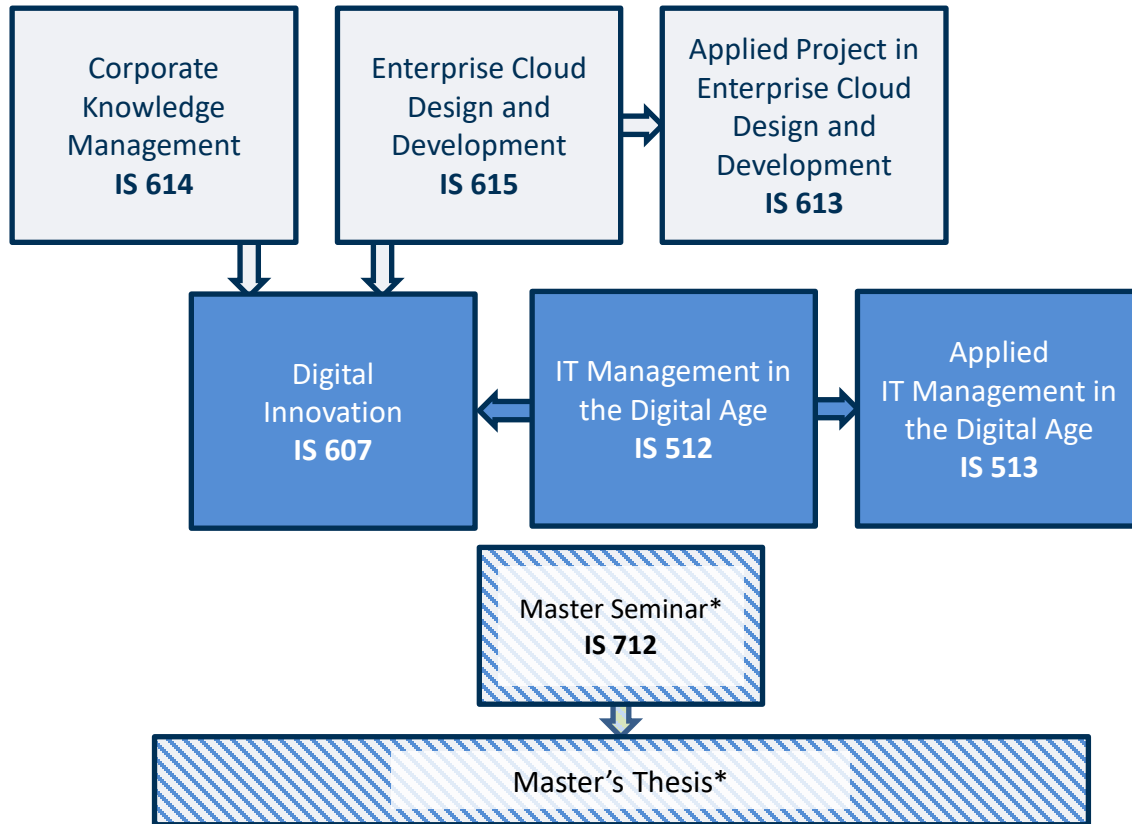 Corporate
Knowledge
Management
IS 614
Enterprise Cloud
Design and
Development
IS 615
Applied Project in
Enterprise Cloud
Design and
Development
IS 613
Digital
Innovation
IS 607
IT Management in
the Digital Age
IS 512
Applied
IT Management in
the Digital Age
IS 513
Master Seminar*
IS 712
Master’s Thesis*